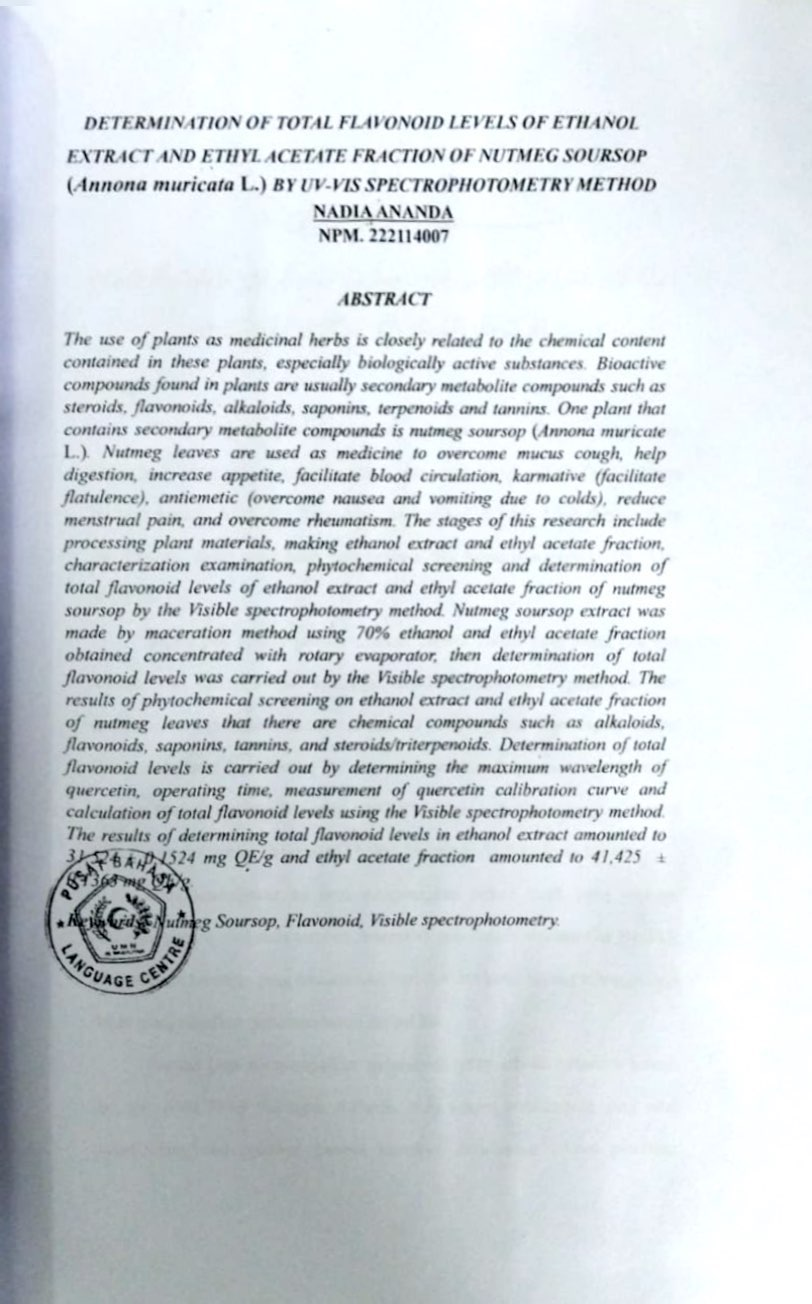 DETERMINATION OF TOTAL FLAVONOID LEVELS OF ETHANOL
EXTRACT AND ETHYL ACETATE FRACTION OF NUTMEG SOURSOP
(Annona muricata L.) BY UV-VIS SPECTROPHOTOMETRY METHOD
NADIA ANANDA
NPM. 222114007
ABSTRACT
The use of plants as medicinal herbs is closely related to the chemical content
contained in these plants, especially biologically active substances. Bioactive
compounds found in plants are usually secondary metabolite compounds such as
steroids, flavonoids, alkaloids, saponins, terpenoids and tannins. One plant that
contains secondary metabolite compounds is nutmeg soursop (Annona muricate
L.). Nutmeg leaves are used as medicine to overcome mucus cough, help
digestion, increase appetite, facilitate blood circulation, karmative (facilitate
flatulence), antiemetic (overcome nausea and vomiting due to colds), reduce
menstrual pain, and overcome rheumatism. The stages of this research include
processing plant materials, making ethanol extract and ethyl acetate fraction,
characterization examination, phytochemical screening and determination of
total flavonoid levels of ethanol extract and ethyl acetate fraction of nutmeg
soursop by the Visible spectrophotometry method. Nutmeg soursop extract was
made by maceration method using 70% ethanol and ethyl acetate fraction
obtained concentrated with rotary evaporator, then determination of total
flavonoid levels was carried out by the Visible spectrophotometry method. The
results of phytochemical screening on ethanol extract and ethyl acetate fraction
of nutmeg leaves that there are chemical compounds such as alkaloids,
flavonoids, saponins, tannins, and steroids/triterpenoids. Determination of total
flavonoid levels is carried out by determining the maximum wavelength of
quercetin, operating time, measurement of quercetin calibration curve and
calculation of total flavonoid levels using the Visible spectrophotometry method.
The results of determining total flavonoid levels in ethanol extract amounted to
mg QE/g and ethyl acetate fraction amounted to 41,425 ±
mg QE/g
Keywords: Nutmeg Soursop, Flavonoid, Visible spectrophotometry.
PUSAT BAHASA
LANGUAGE CENTRE